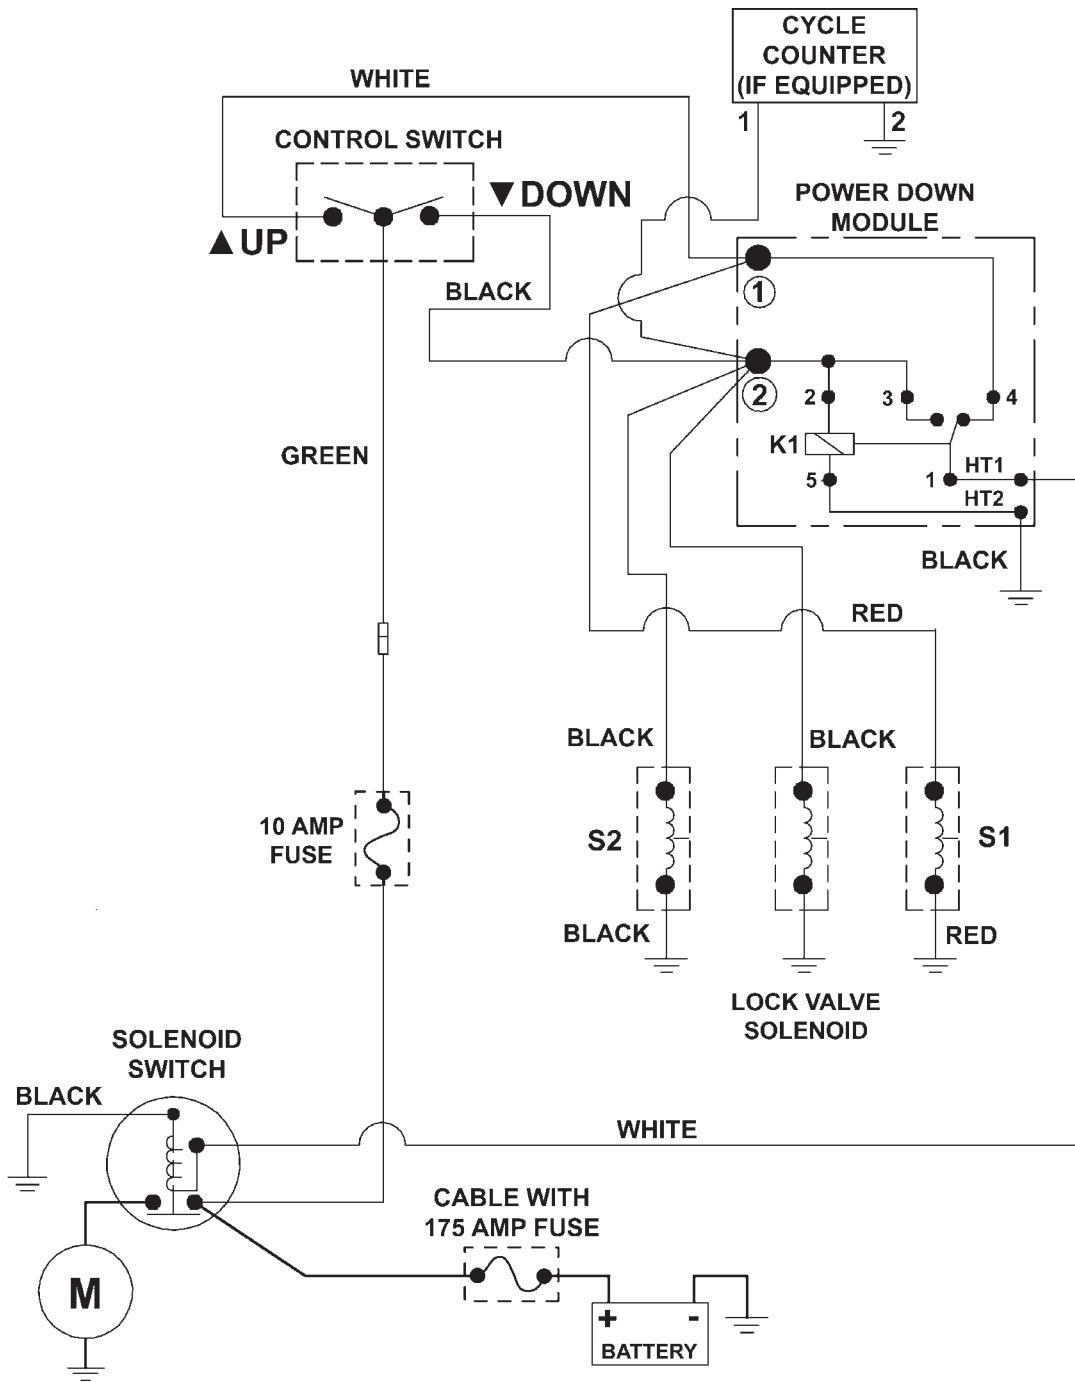 CYCLE
COUNTER
(IF EQUIPPED)
1
2
WHITE
CONTROL SWITCH
▼DOWN
▲UP
POWER DOWN
MODULE
BLACK
1
2
2
3
4
K1
5
1
HT1
HT2
GREEN
BLACK
RED
BLACK
BLACK
10 AMP
FUSE
S2
S1
BLACK
RED
LOCK VALVE
SOLENOID
SOLENOID
SWITCH
BLACK
WHITE
CABLE WITH
175 AMP FUSE
M
+ -
BATTERY